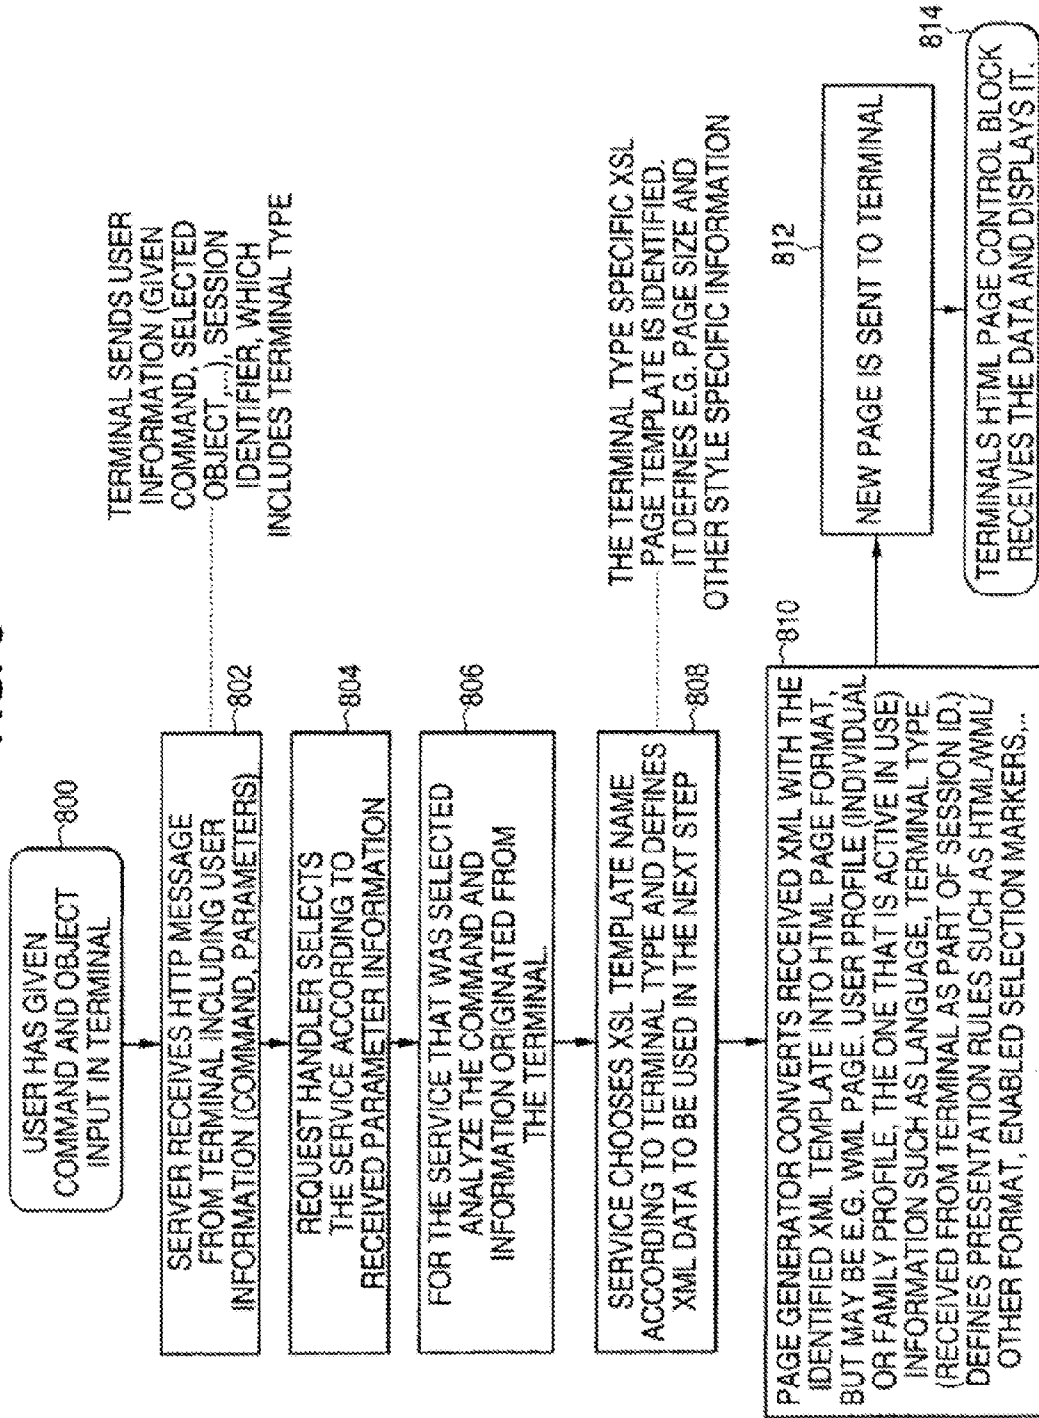 USER HAS GIVEN
COMMAND AND OBJECT
INPUT IN TERMINAL
800
SERVER RECEIVES HTTP MESSAGE
FROM TERMINAL INCLUDING USER
INFORMATION (COMMAND, PARAMETERS)
802
TERMINAL SENDS USER
INFORMATION (GIVEN
COMMAND, SELECTED
OBJECT,...), SESSION
IDENTIFIER, WHICH
INCLUDES TERMINAL TYPE
REQUEST HANDLER SELECTS
THE SERVICE ACCORDING TO
RECEIVED PARAMETER INFORMATION
804
FOR THE SERVICE THAT WAS SELECTED
ANALYZE THE COMMAND AND
INFORMATION ORIGINATED FROM
THE TERMINAL.
806
SERVICE CHOOSES XSL TEMPLATE NAME
ACCORDING TO TERMINAL TYPE AND DEFINES
XML DATA TO BE USED IN THE NEXT STEP
808
THE TERMINAL TYPE SPECIFIC XSL
PAGE TEMPLATE IS IDENTIFIED.
IT DEFINES E.G. PAGE SIZE AND
OTHER STYLE SPECIFIC INFORMATION
PAGE GENERATOR CONVERTS RECEIVED XML WITH THE
IDENTIFIED XML TEMPLATE INTO HTML PAGE FORMAT,
BUT MAY BE E.G. WML PAGE. USER PROFILE (INDIVIDUAL
OR FAMILY PROFILE, THE ONE THAT IS ACTIVE IN USE)
INFORMATION SUCH AS LANGUAGE, TERMINAL TYPE
(RECEIVED FROM TERMINAL AS PART OF SESSION ID.)
DEFINES PRESENTATION RULES SUCH AS HTML/WML/
OTHER FORMAT, ENABLED SELECTION MARKERS,..
810
NEW PAGE IS SENT TO TERMINAL
812
TERMINALS HTML PAGE CONTROL BLOCK
RECEIVES THE DATA AND DISPLAYS IT.
814